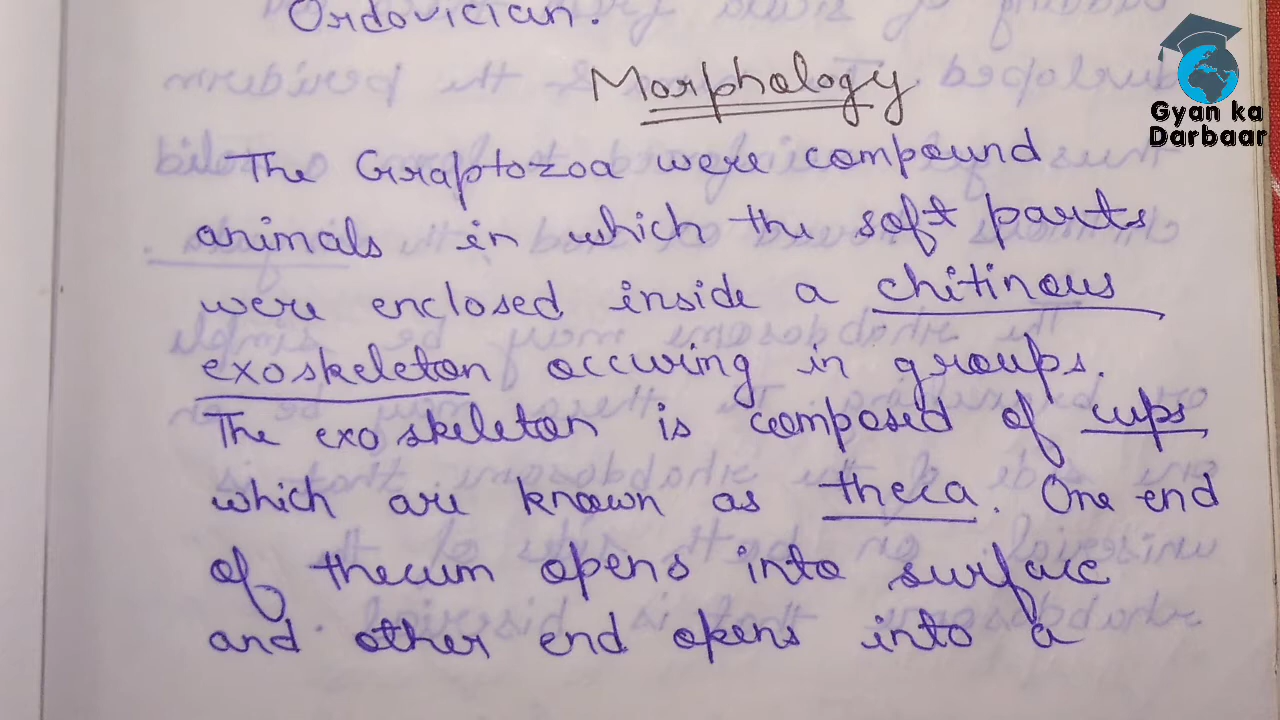 Ordovician.
Morphology
The Graptozoa were compound
animals in which the soft parts
were enclosed inside a chitinous
exoskeleton occuring in groups.
The exoskeleton is composed of cups
which are known as theca. One end
of thecum opens into surface
and other end opens into a
Gyan ka
Darbaar